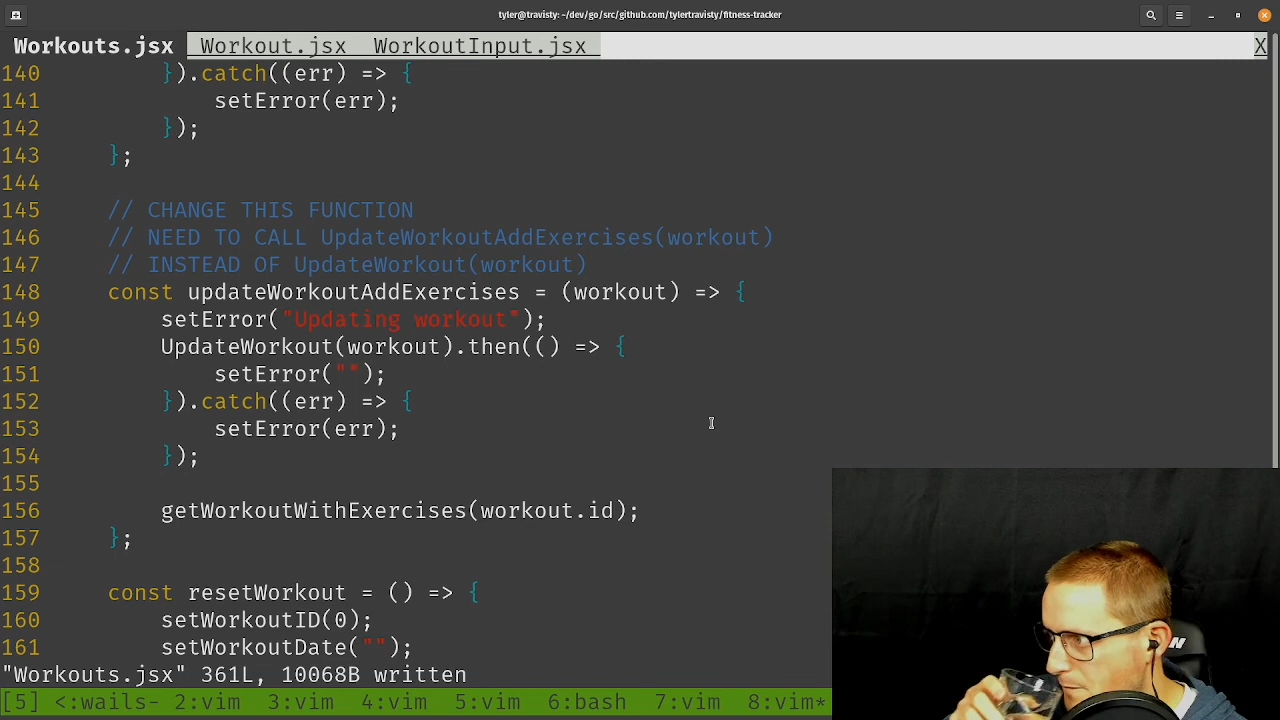 tyler@travisty: ~/dev/go/src/github.com/tylertravisty/fitness-tracker
Workouts.jsx Workout.jsx WorkoutInput.jsx X
140 }).catch((err) => {
141 setError(err);
142 });
143 };
144
145 // CHANGE THIS FUNCTION
146 // NEED TO CALL UpdateWorkoutAddExercises(workout)
147 // INSTEAD OF UpdateWorkout(workout)
148 const updateWorkoutAddExercises = (workout) => {
149 setError("Updating workout");
150 UpdateWorkout(workout).then(() => {
151 setError("");
152 }).catch((err) => {
153 setError(err);
154 });
155
156 getWorkoutWithExercises(workout.id);
157 };
158
159 const resetWorkout = () => {
160 setWorkoutID(0);
161 setWorkoutDate("");
"Workouts.jsx" 361L, 10068B written
[5] <:wails- 2:vim 3:vim 4:vim 5:vim 6:bash 7:vim 8:vim*